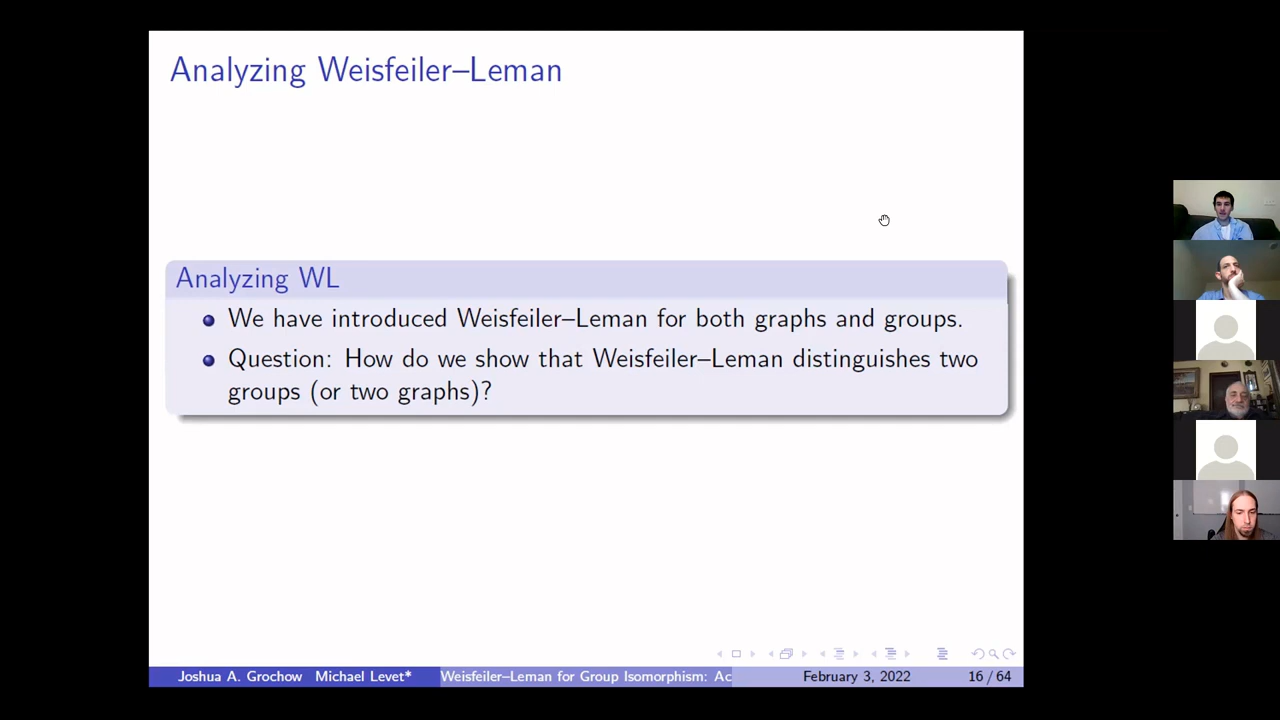 Analyzing Weisfeiler–Leman
Analyzing WL
We have introduced Weisfeiler–Leman for both graphs and groups.
Question: How do we show that Weisfeiler–Leman distinguishes two
groups (or two graphs)?
Joshua A. Grochow Michael Levet* Weisfeiler–Leman for Group Isomorphism: Ac February 3, 2022 16 / 64